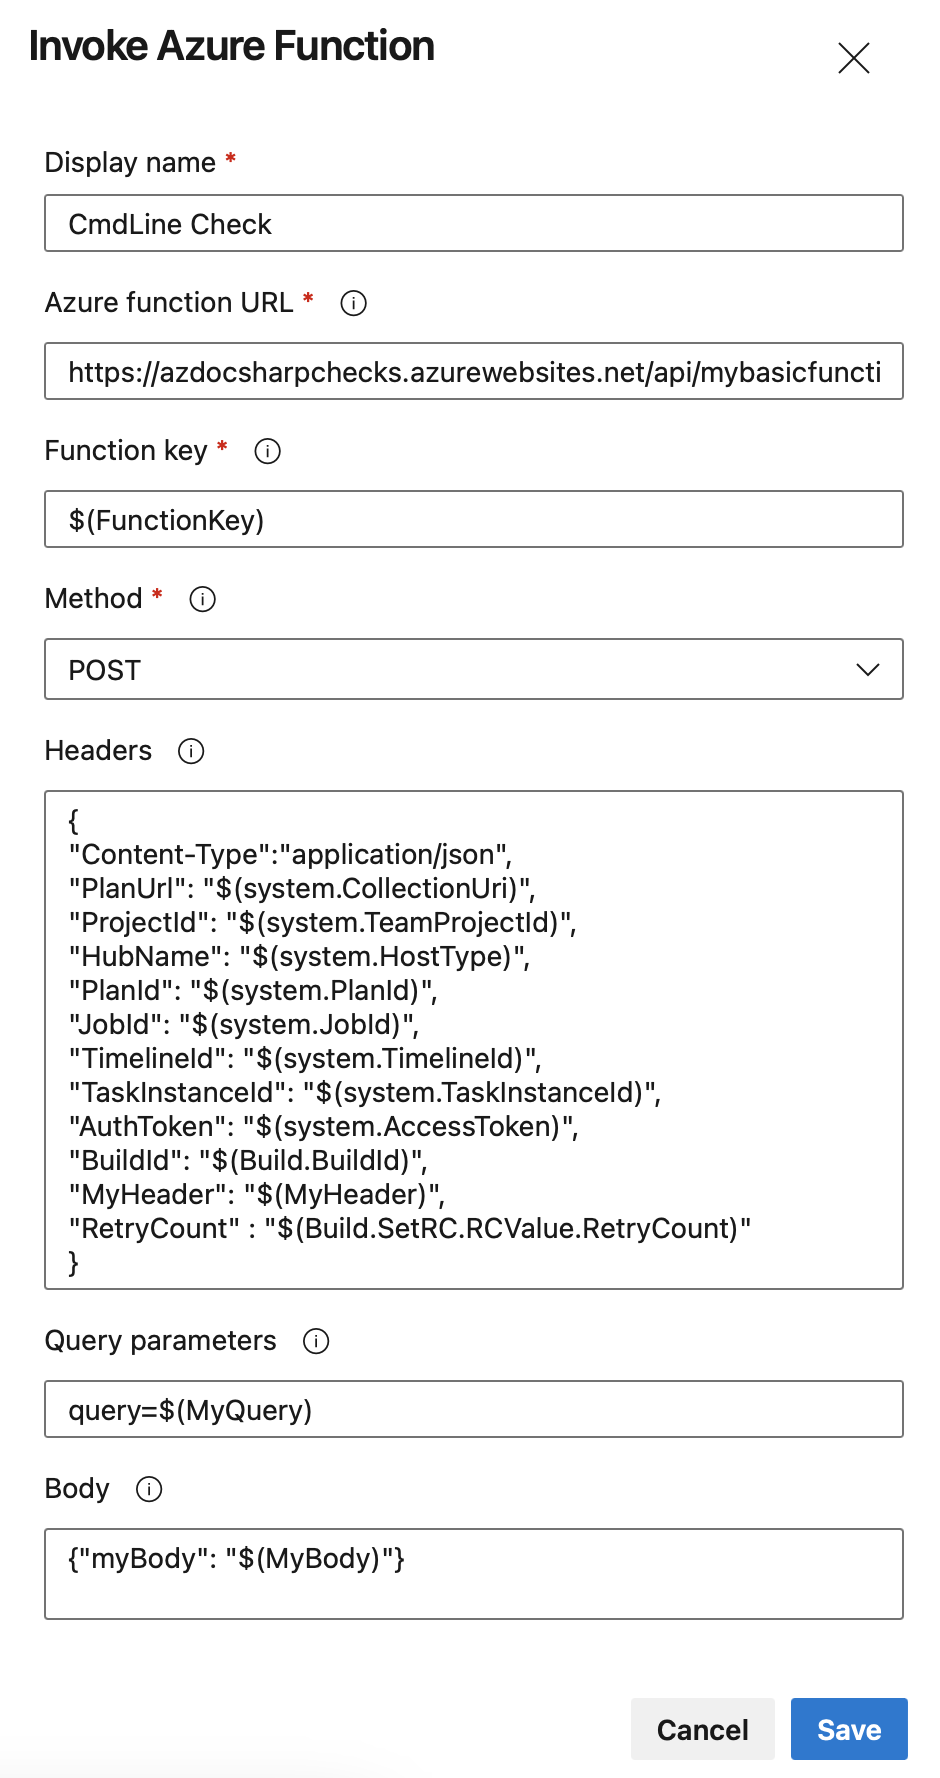 Invoke Azure Function
Display name *
CmdLine Check
Azure function URL *
https://azdocsharpchecks.azurewebsites.net/api/mybasicfuncti
Function key *
$(FunctionKey)
Method *
POST
Headers
{
"Content-Type":"application/json",
"PlanUrl": "$(system.CollectionUri)",
"ProjectId": "$(system.TeamProjectId)",
"HubName": "$(system.HostType)",
"PlanId": "$(system.PlanId)",
"JobId": "$(system.JobId)",
"TimelineId": "$(system.TimelineId)",
"TaskInstanceId": "$(system.TaskInstanceId)",
"AuthToken": "$(system.AccessToken)",
"BuildId": "$(Build.BuildId)",
"MyHeader": "$(MyHeader)",
"RetryCount" : "$(Build.SetRC.RCValue.RetryCount)"
}
Query parameters
query=$(MyQuery)
Body
{"myBody": "$(MyBody)"}
Cancel Save